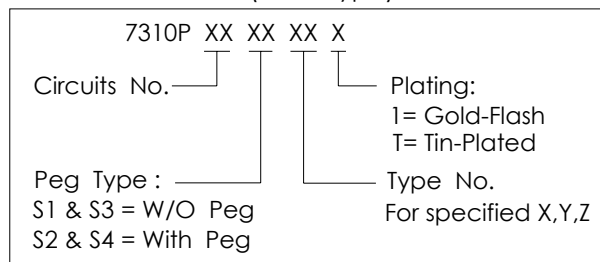 7310P XX XX XX X
Circuits No.
Plating:
1= Gold-Flash
T= Tin-Plated
Peg Type :
S1 & S3 = W/O Peg
S2 & S4 = With Peg
Type No.
For specified X,Y,Z